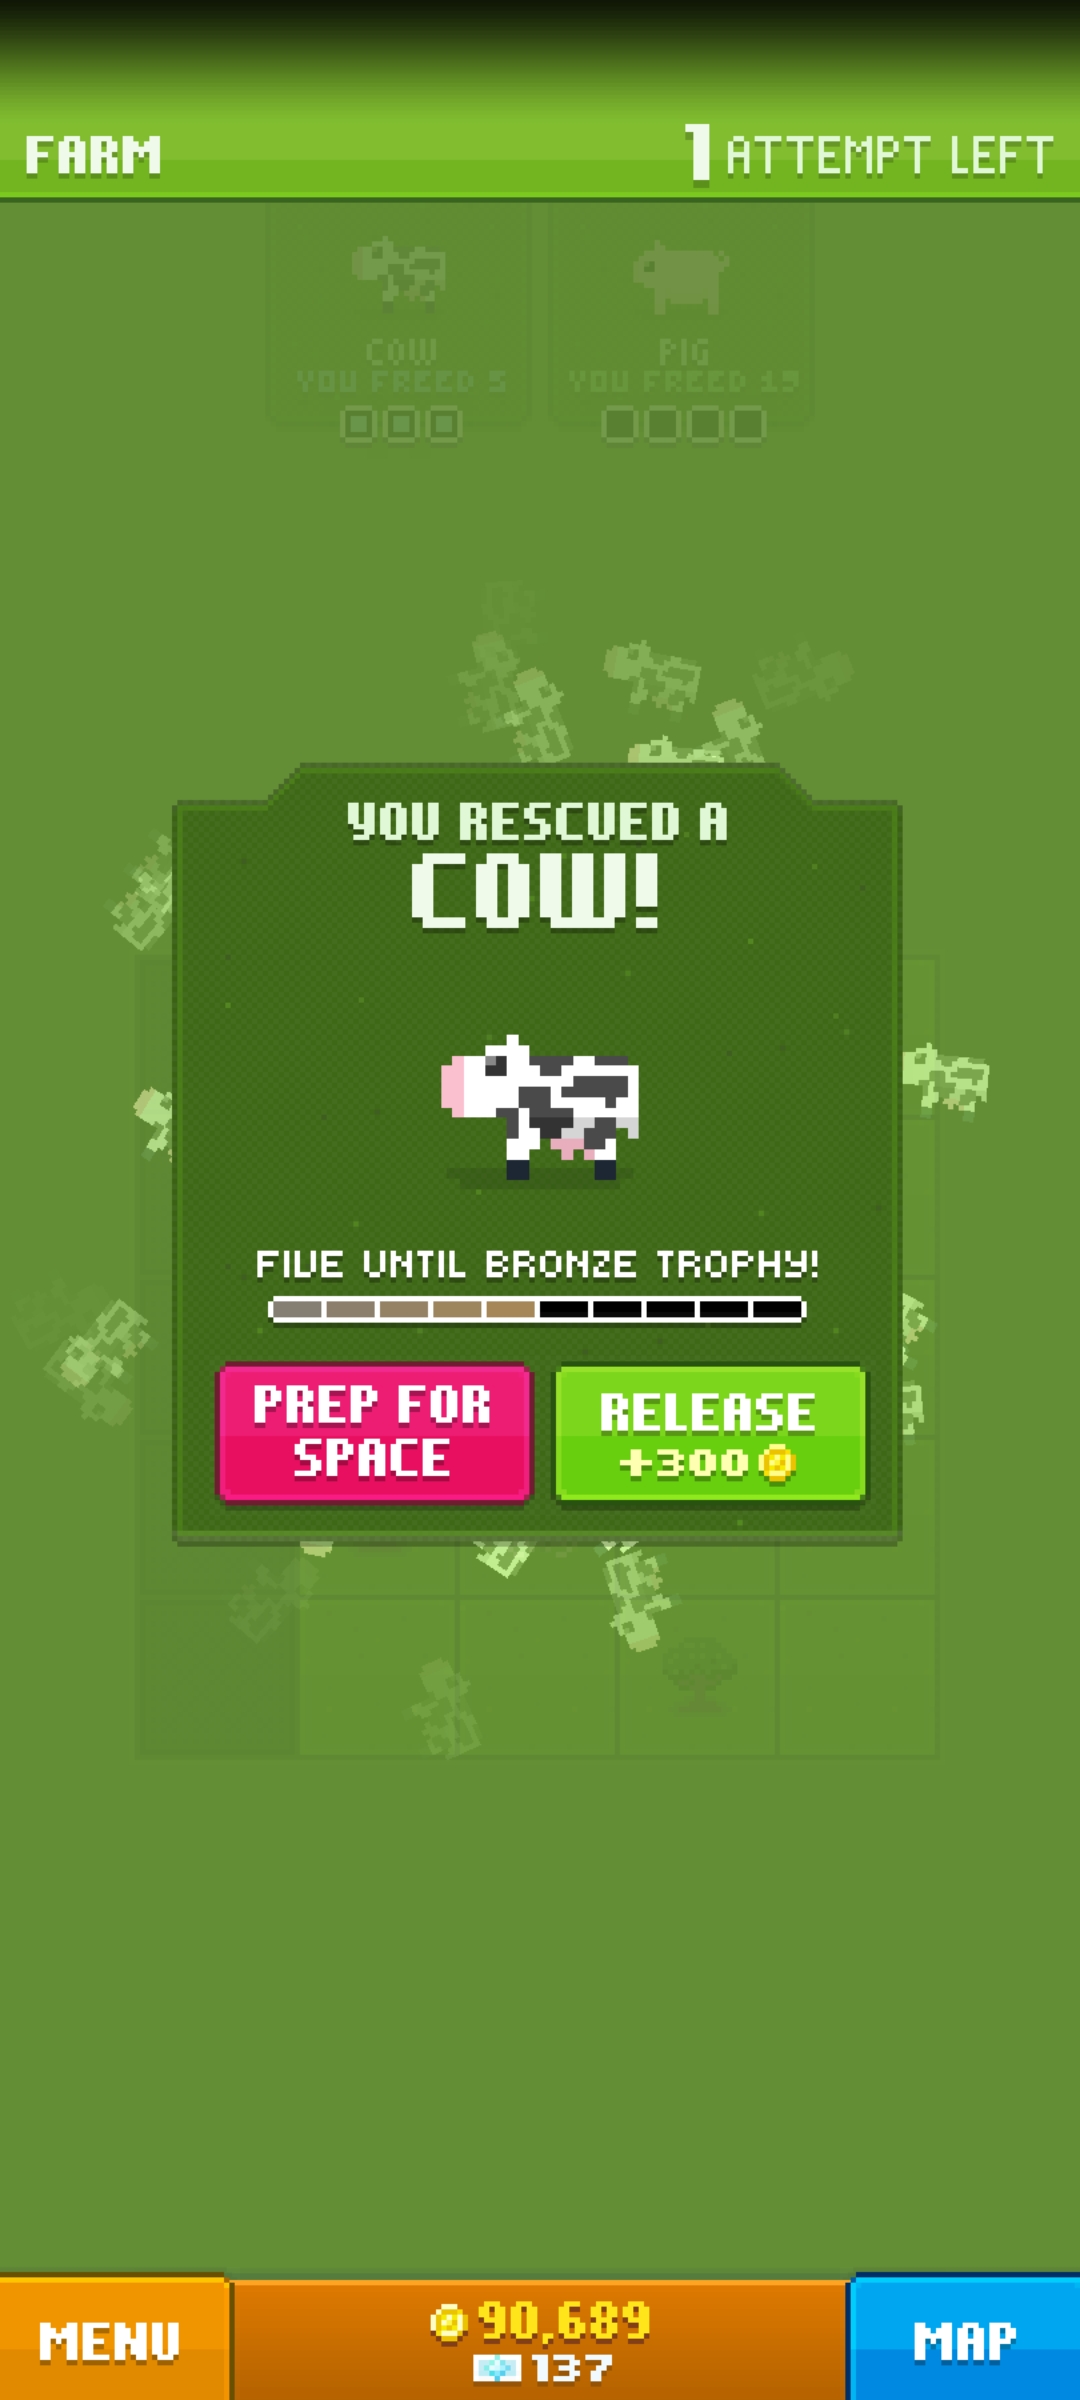 FARM
1 ATTEMPT LEFT
COW
YOU FREED 5
PIG
YOU FREED 19
YOU RESCUED A
COW!
FIVE UNTIL BRONZE TROPHY!
PREP FOR
SPACE
RELEASE
+300
MENU
90,689
137
MAP